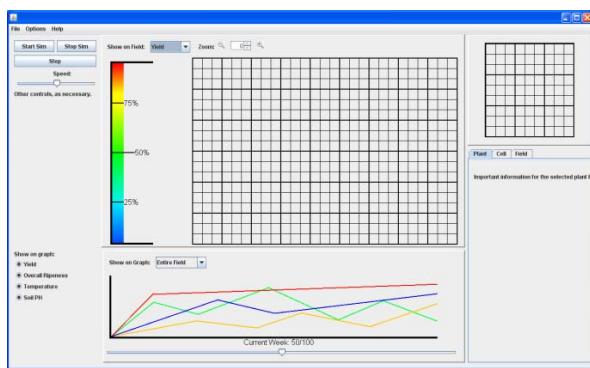 File Options Help
Start Sim Stop Sim
Step
Speed:
Other controls, as necessary.
Show on graph:
Yield
Overall Ripeness
Temperature
Soil PH
Show on Field: Yield Zoom: 0
75%
50%
25%
Show on Graph: Entire Field
Current Week: 50/100
Plant Cell Field
Important information for the selected plant